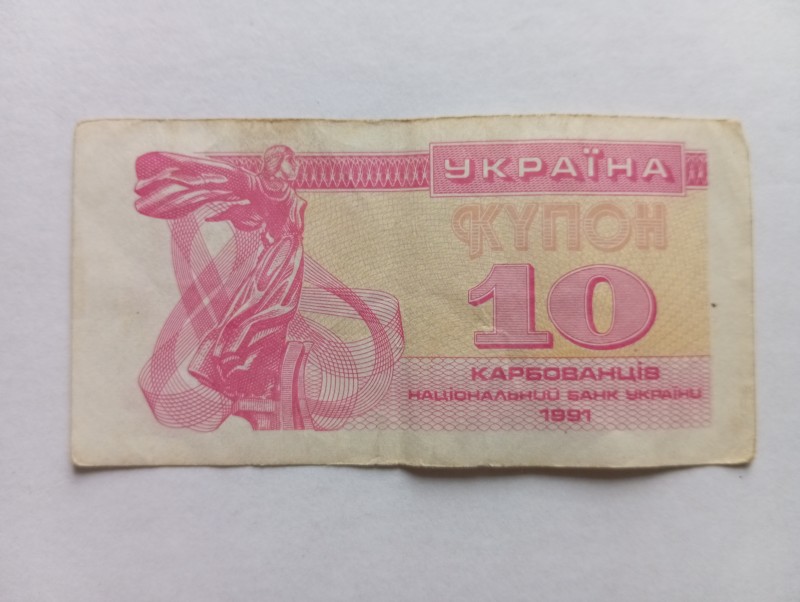 УКРАЇНА
КУПОН
10
КАРБОВАНЦІВ
НАЦІОНАЛЬНИЙ БАНК УКРАЇНИ
1991